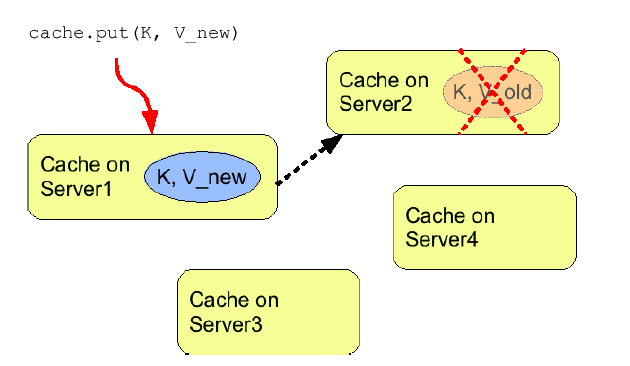 cache.put(K, V_new)
Cache on
Server2
K, V_old
Cache on
Server1
K, V_new
Cache on
Server4
Cache on
Server3